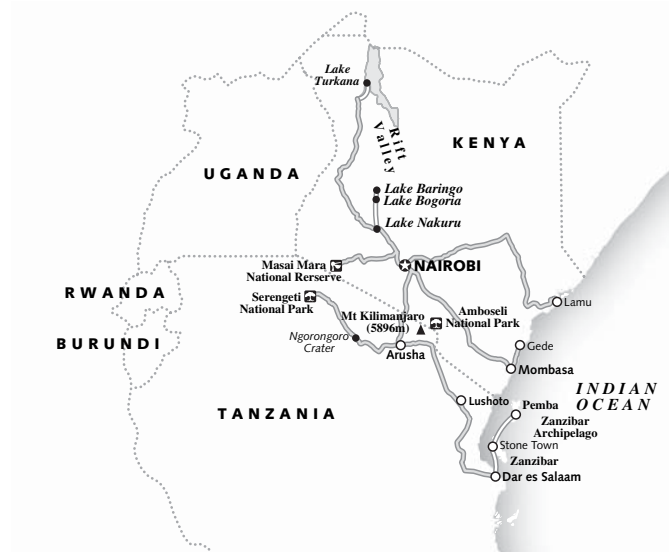 Lake
Turkana
Rift
Valley
KENYA
UGANDA
Lake Baringo
Lake Bogoria
Lake Nakuru
Masai Mara
National Rerserve
NAIROBI
RWANDA
Serengeti
National Park
Lamu
Mt Kilimanjaro
(5896m)
Amboseli
National Park
BURUNDI
Ngorongoro
Crater
Arusha
Gede
Mombasa
INDIAN
OCEAN
TANZANIA
Lushoto
Pemba
Zanzibar
Archipelago
Stone Town
Zanzibar
Dar es Salaam